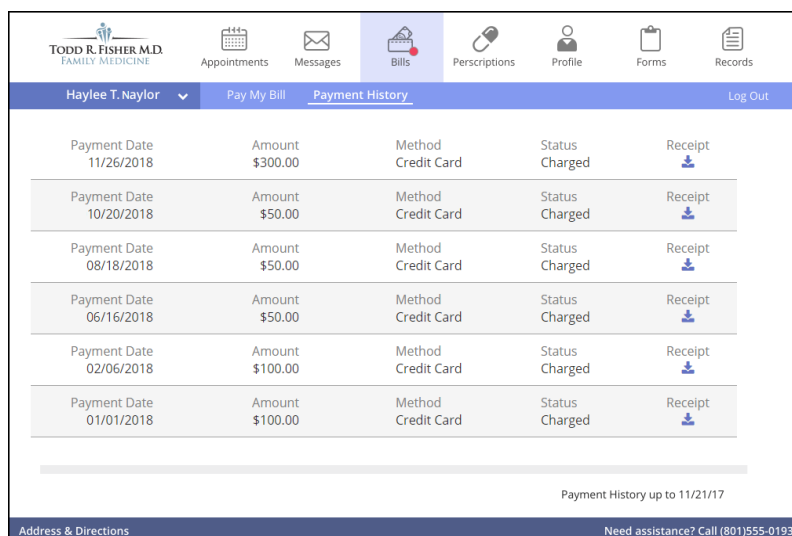 TODD R. FISHER M.D.
FAMILY MEDICINE
Appointments Messages Bills Perscriptions Profile Forms Records
Haylee T. Naylor Pay My Bill Payment History Log Out
Payment Date Amount Method Status Receipt
11/26/2018 $300.00 Credit Card Charged
Payment Date Amount Method Status Receipt
10/20/2018 $50.00 Credit Card Charged
Payment Date Amount Method Status Receipt
08/18/2018 $50.00 Credit Card Charged
Payment Date Amount Method Status Receipt
06/16/2018 $50.00 Credit Card Charged
Payment Date Amount Method Status Receipt
02/06/2018 $100.00 Credit Card Charged
Payment Date Amount Method Status Receipt
01/01/2018 $100.00 Credit Card Charged
Payment History up to 11/21/17
Address & Directions Need assistance? Call (801)555-0193